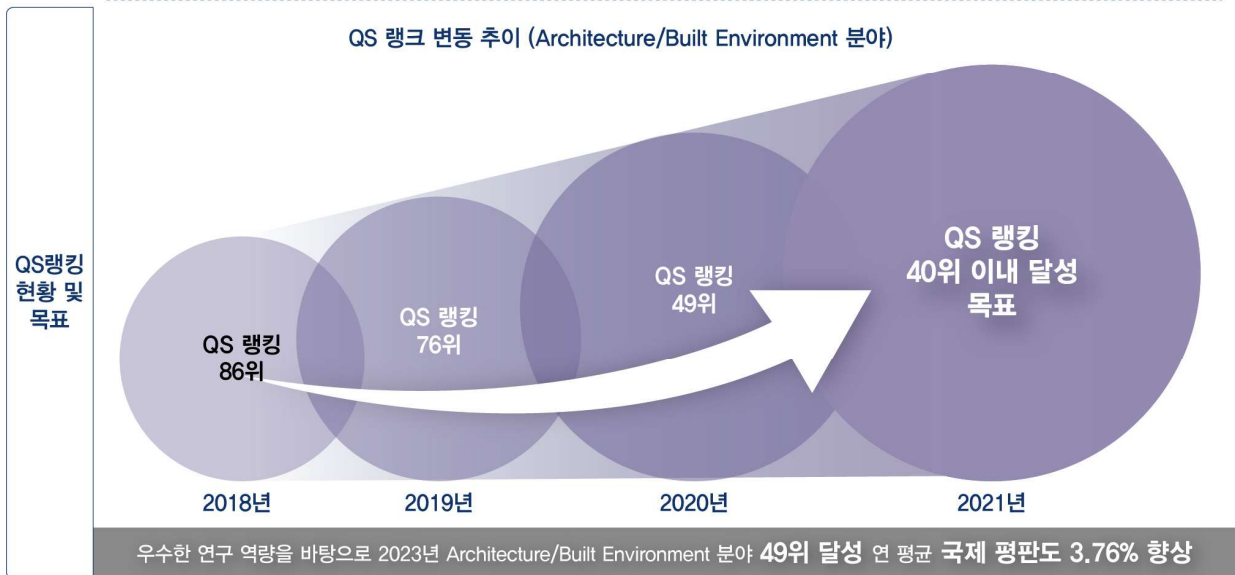 QS 랭크 변동 추이 (Architecture/Built Environment 분야)
QS랭킹
현황 및
목표
QS 랭킹
86위
QS 랭킹
76위
QS 랭킹
49위
QS 랭킹
40위 이내 달성
목표
2018년
2019년
2020년
2021년
우수한 연구 역량을 바탕으로 2023년 Architecture/Built Environment 분야 49위 달성 연 평균 국제 평판도 3.76% 향상